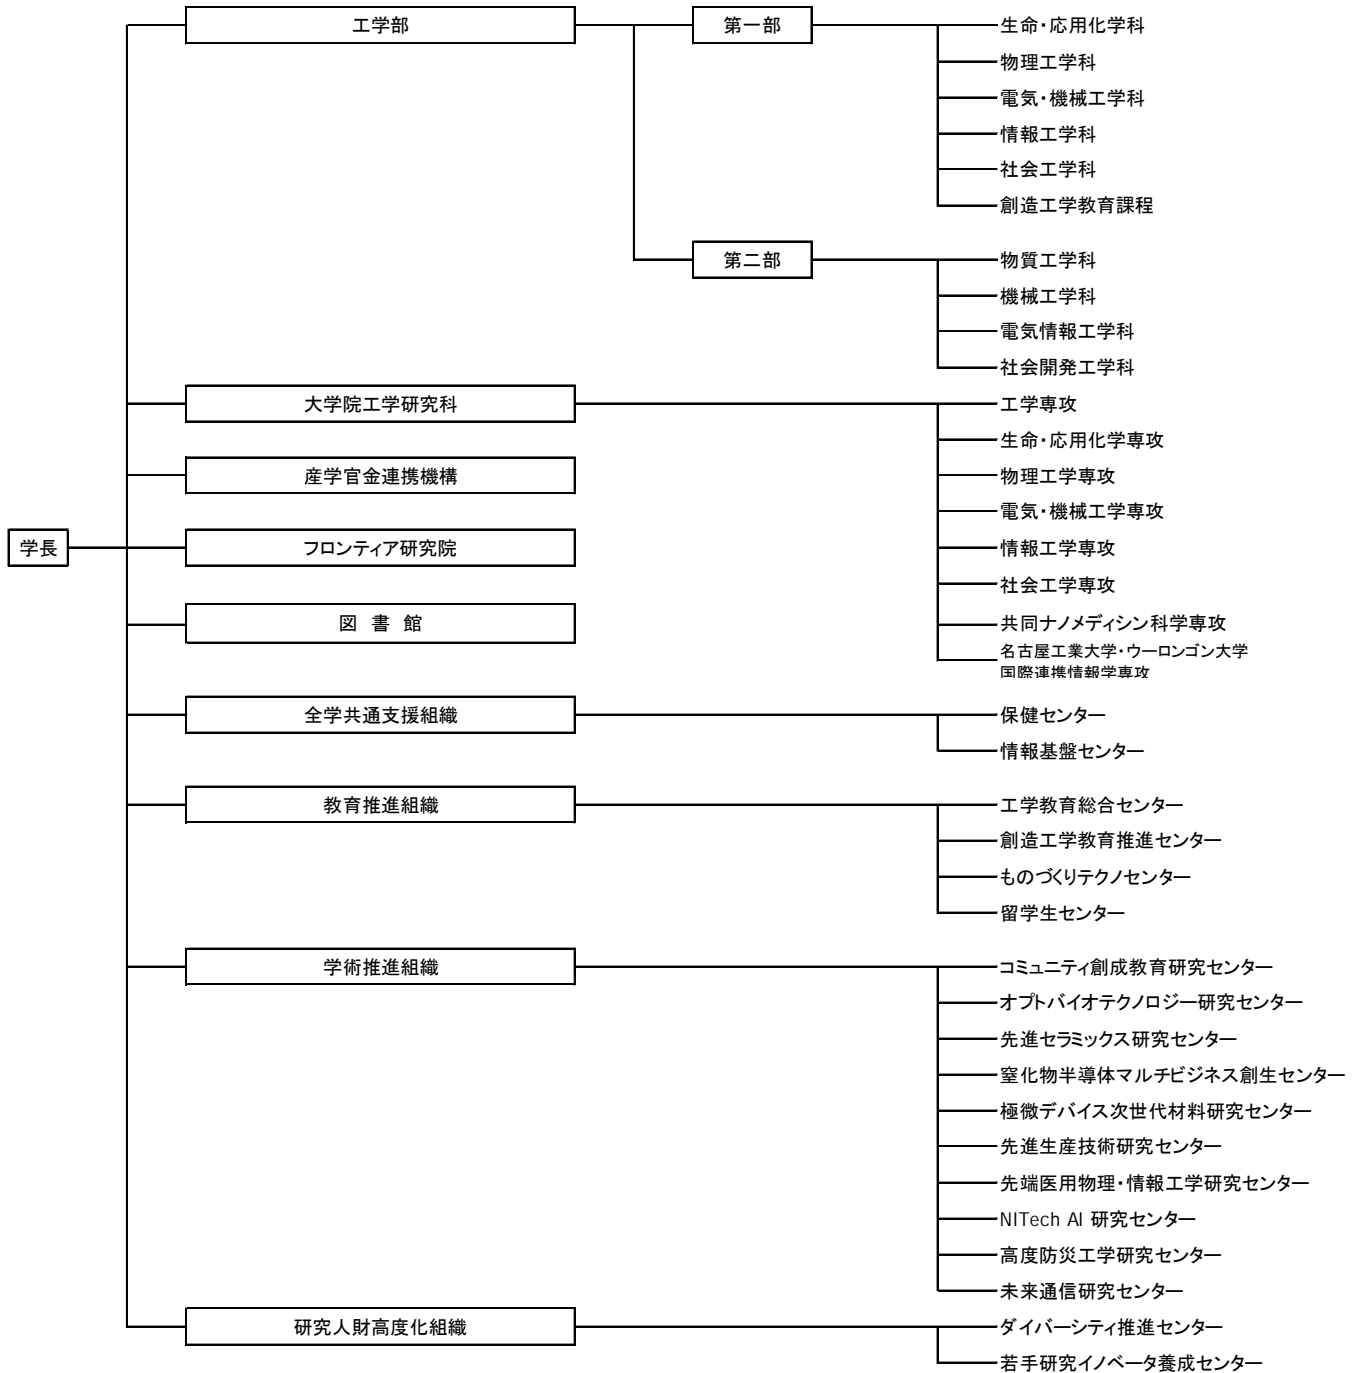 工学部
第一部
生命・応用化学科
物理工学科
電気・機械工学科
情報工学科
社会工学科
創造工学教育課程
第二部
物質工学科
機械工学科
電気情報工学科
社会開発工学科
大学院工学研究科
工学専攻
生命・応用化学専攻
物理工学専攻
電気・機械工学専攻
情報工学専攻
社会工学専攻
共同ナノメディシン科学専攻
名古屋工業大学・ウーロンゴン大学
国際連携情報学専攻
産学官金連携機構
学長
フロンティア研究院
図 書 館
全学共通支援組織
保健センター
情報基盤センター
教育推進組織
工学教育総合センター
創造工学教育推進センター
ものづくりテクノセンター
留学生センター
学術推進組織
コミュニティ創成教育研究センター
オプトバイオテクノロジー研究センター
先進セラミックス研究センター
窒化物半導体マルチビジネス創生センター
極微デバイス次世代材料研究センター
先進生産技術研究センター
先端医用物理・情報工学研究センター
NITech AI 研究センター
高度防災工学研究センター
未来通信研究センター
研究人財高度化組織
ダイバーシティ推進センター
若手研究イノベータ養成センター